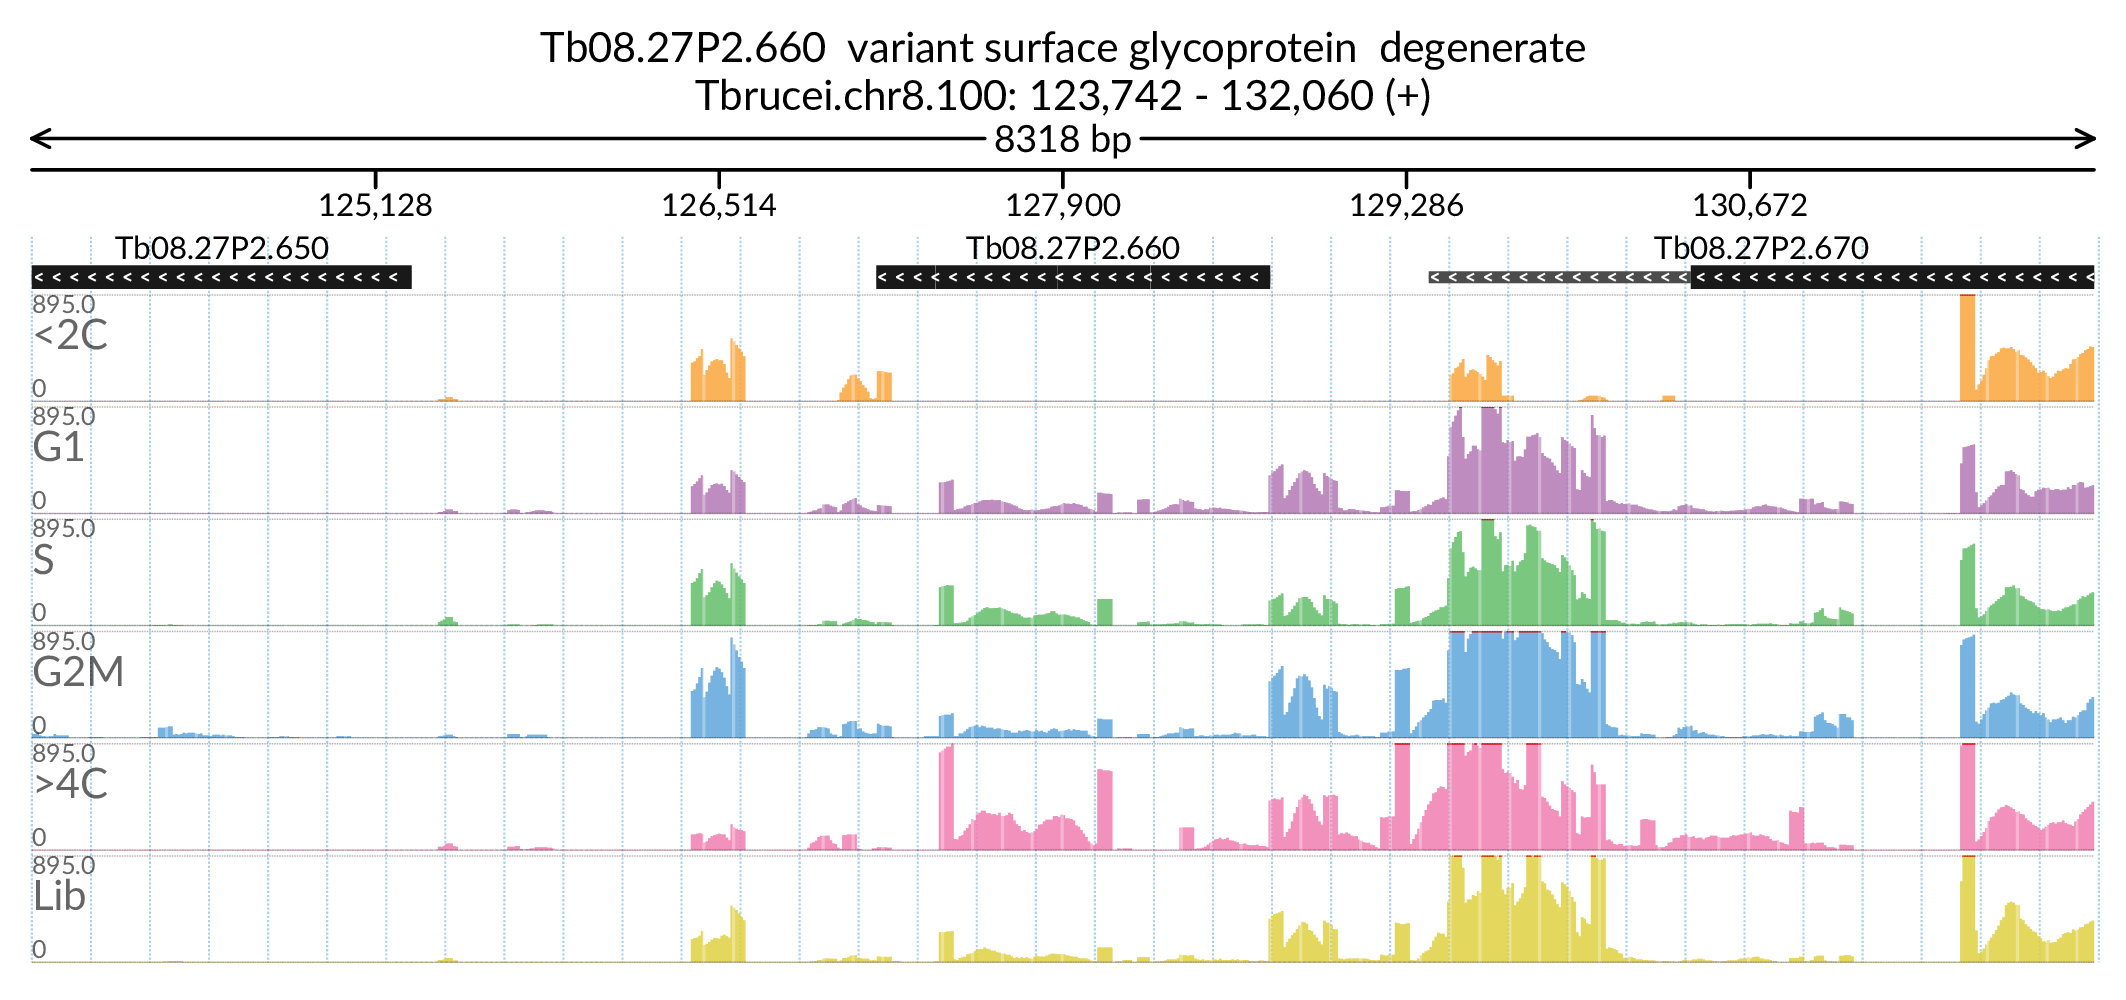 Tb08.27P2.660 variant surface glycoprotein degenerate
Tbrucei.chr8.100: 123,742 - 132,060 (+)
8318 bp
125,128 126,514 127,900 129,286 130,672
Tb08.27P2.650 Tb08.27P2.660 Tb08.27P2.670
895.0
<2C
0
895.0
G1
0
895.0
S
0
895.0
G2M
0
895.0
>4C
0
895.0
Lib
0